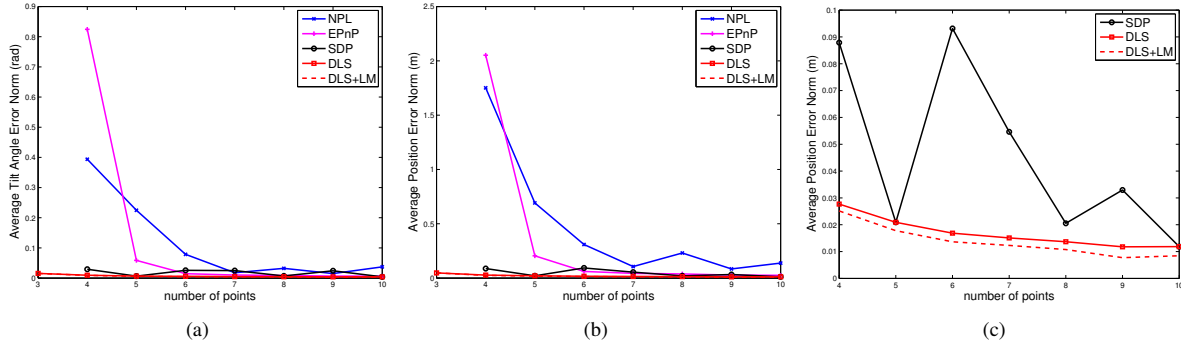 0.9
0.8
0.7
0.6
0.5
0.4
0.3
0.2
0.1
0
Average Tilt Angle Error Norm (rad)
3 4 5 6 7 8 9 10
number of points
NPL
EPnP
SDP
DLS
DLS+LM
(a)
2.5
2
1.5
1
0.5
0
Average Position Error Norm (m)
3 4 5 6 7 8 9 10
number of points
NPL
EPnP
SDP
DLS
DLS+LM
(b)
0.1
0.09
0.08
0.07
0.06
0.05
0.04
0.03
0.02
0.01
0
Average Position Error Norm (m)
4 5 6 7 8 9 10
number of points
SDP
DLS
DLS+LM
(c)